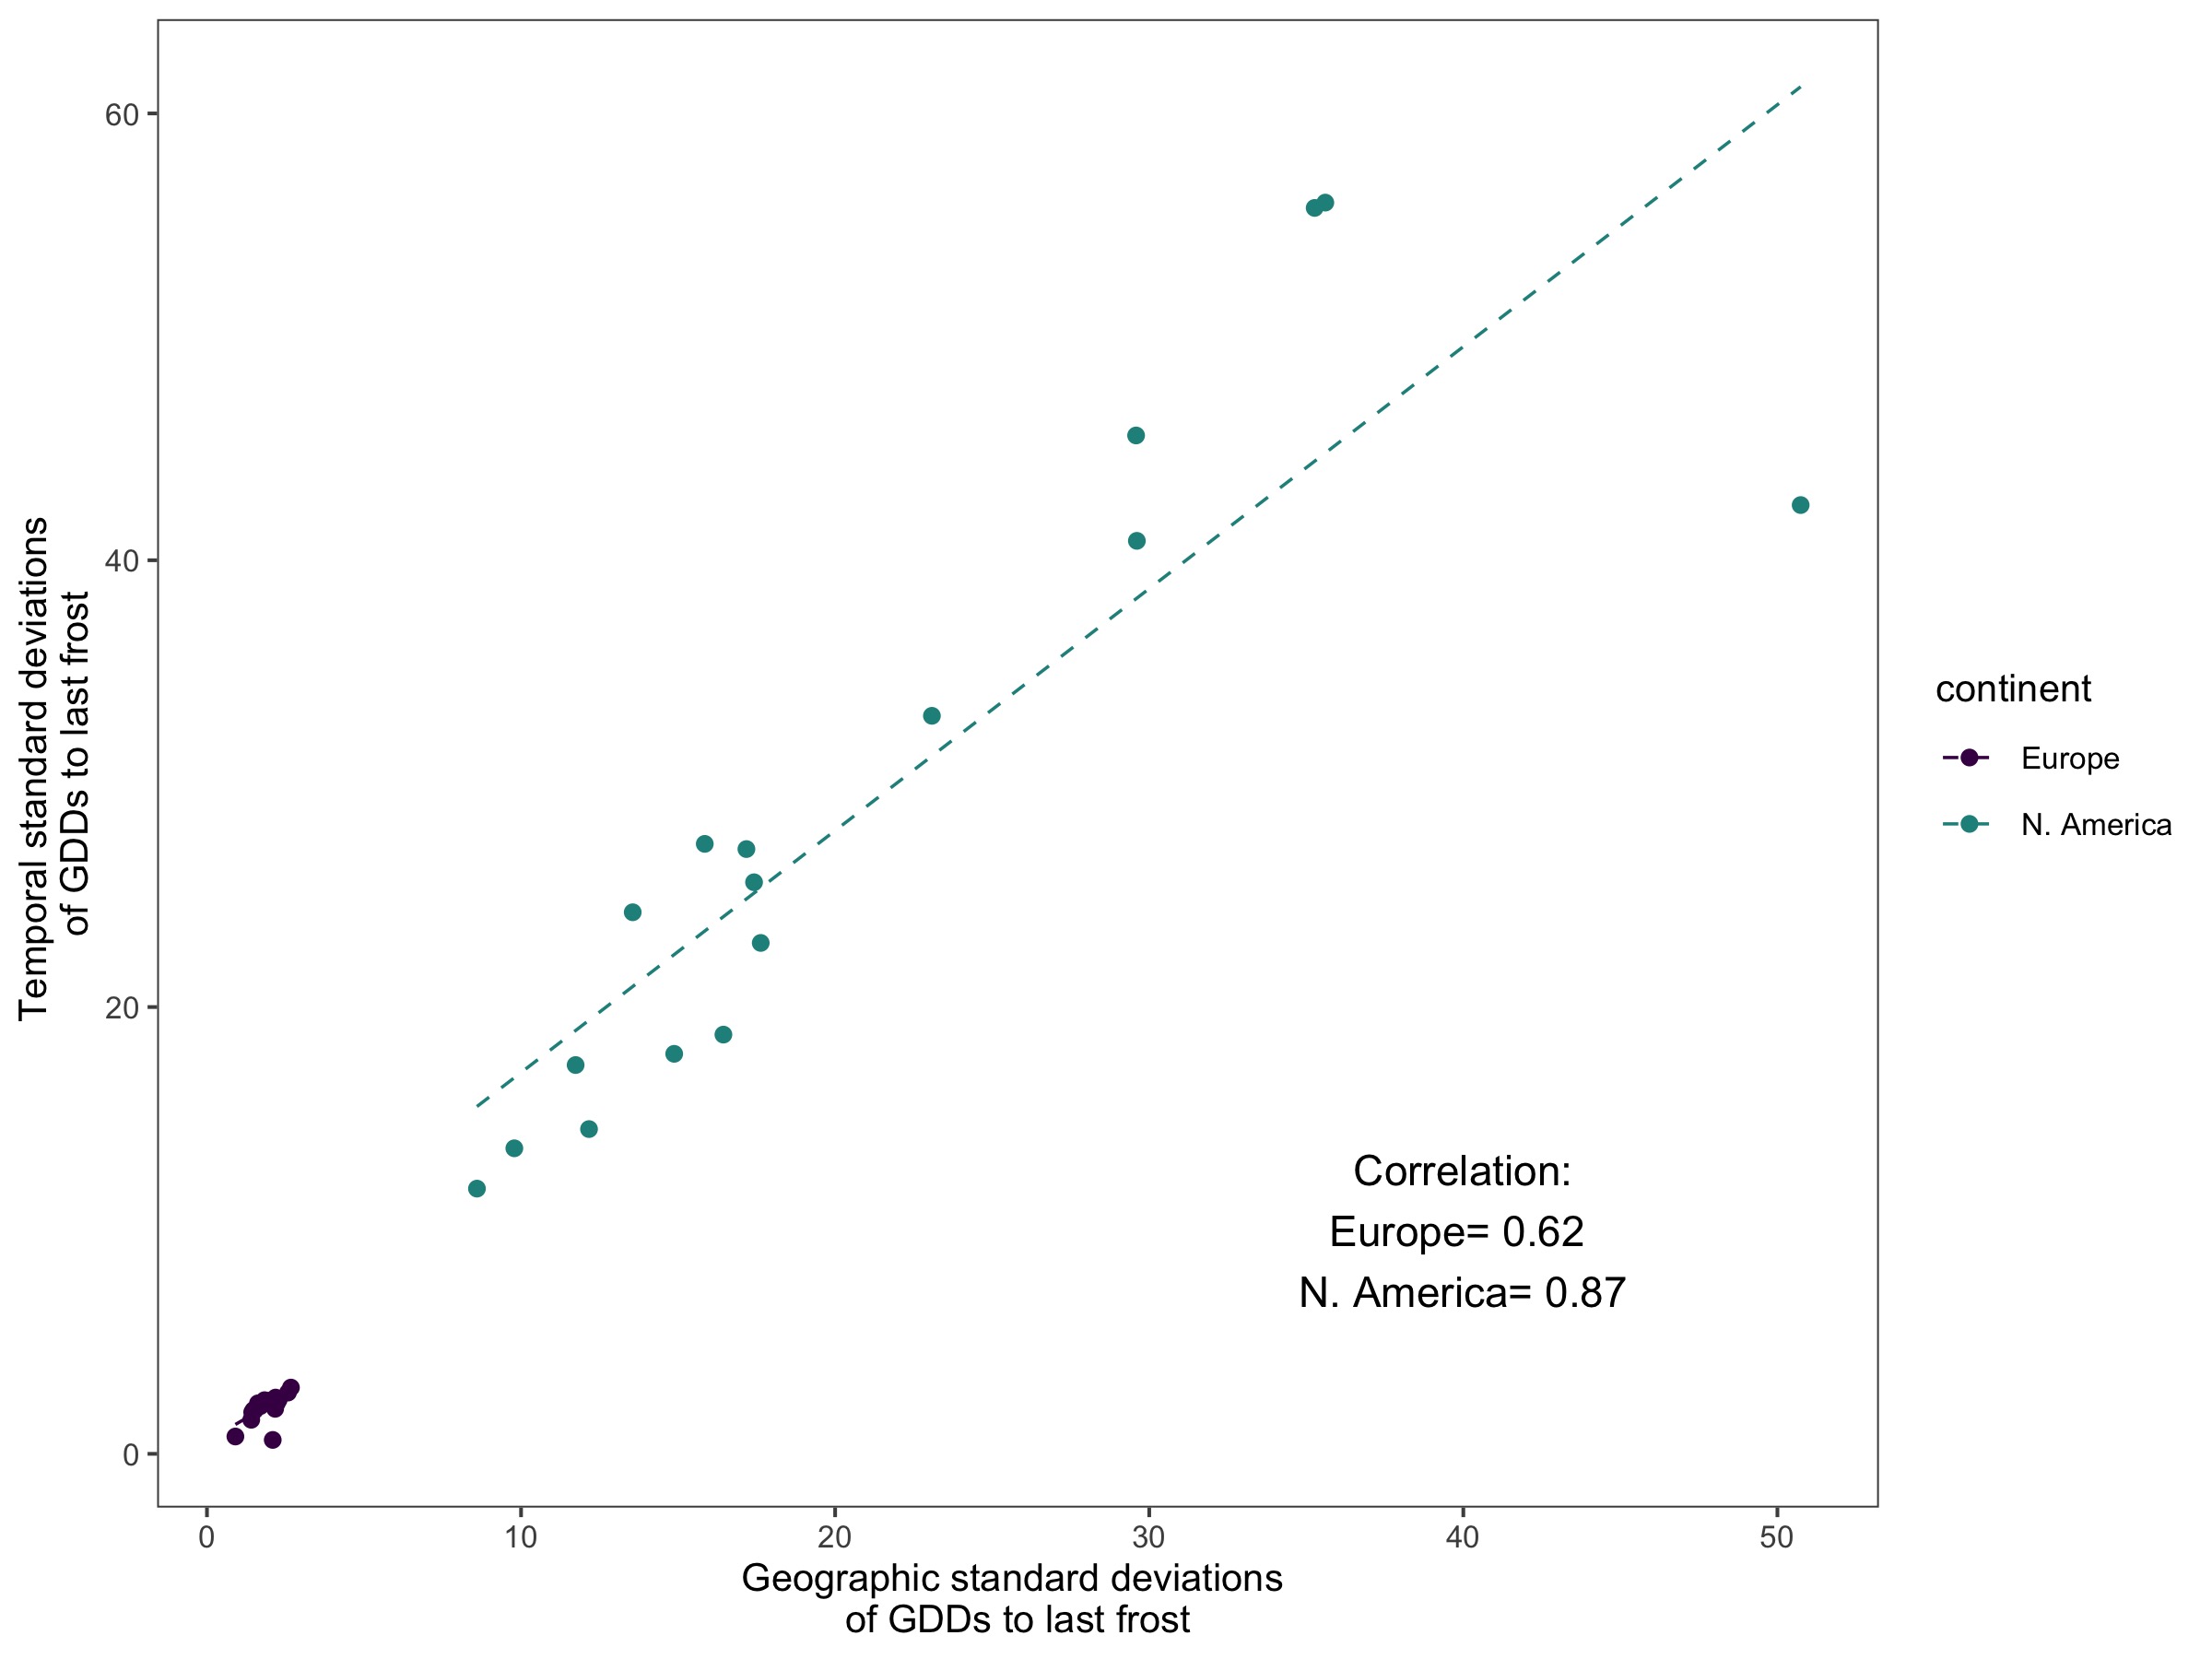 60
40
20
0
Temporal standard deviations
of GDDs to last frost
Correlation:
Europe= 0.62
N. America= 0.87
0 10 20 30 40 50
Geographic standard deviations
of GDDs to last frost
continent
Europe
N. America